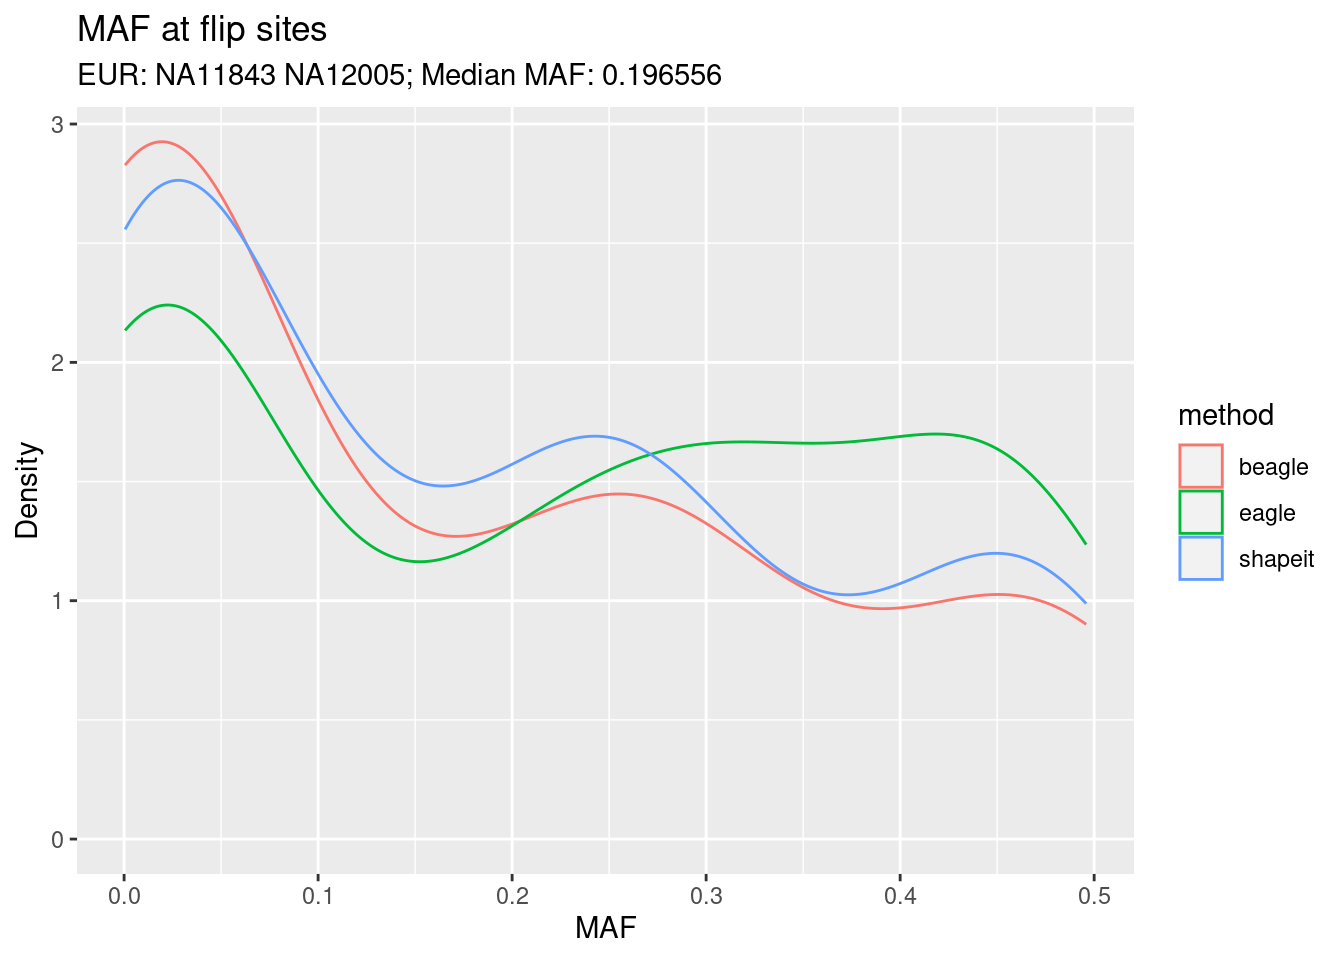 MAF at flip sites
EUR: NA11843 NA12005; Median MAF: 0.196556
3
2
1
0
Density
0.0 0.1 0.2 0.3 0.4 0.5
MAF
method
beagle
eagle
shapeit